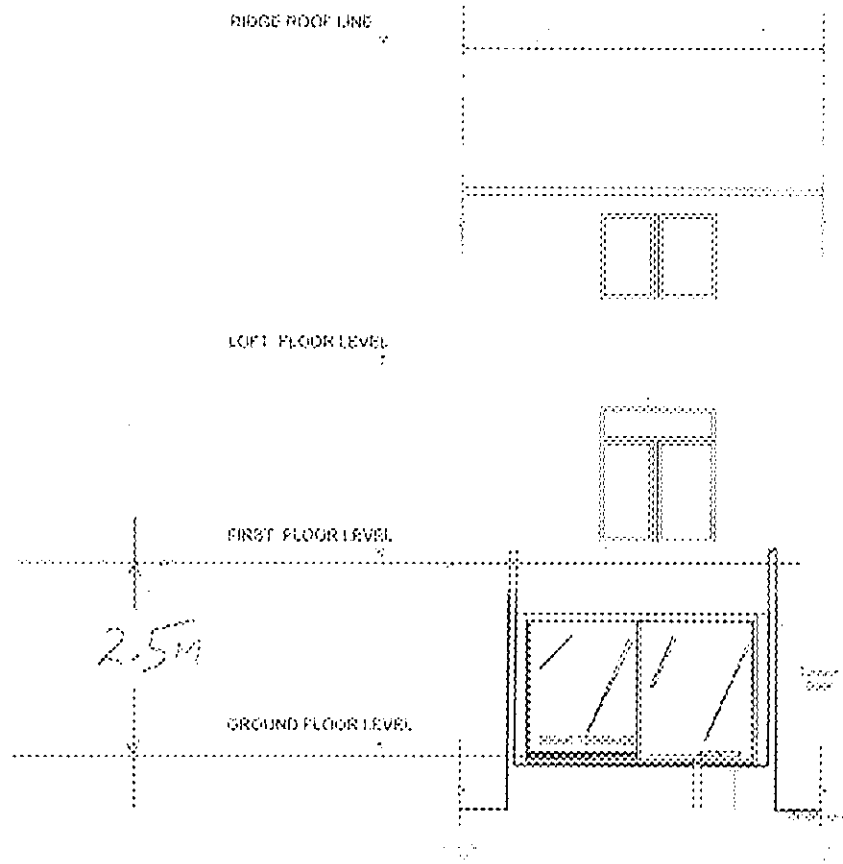 RIDGE ROOF LINE
LOFT FLOOR LEVEL
FIRST FLOOR LEVEL
2.5M
GROUND FLOOR LEVEL